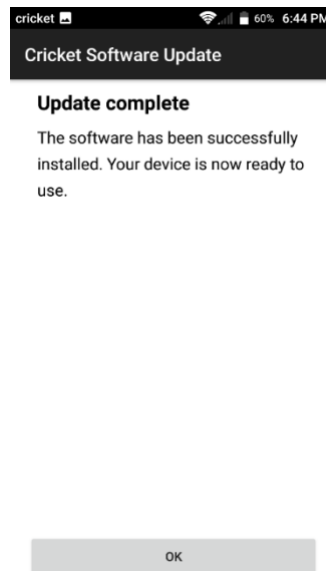 cricket 60% 6:44 PM
Cricket Software Update
Update complete
The software has been successfully
installed. Your device is now ready to
use.
OK